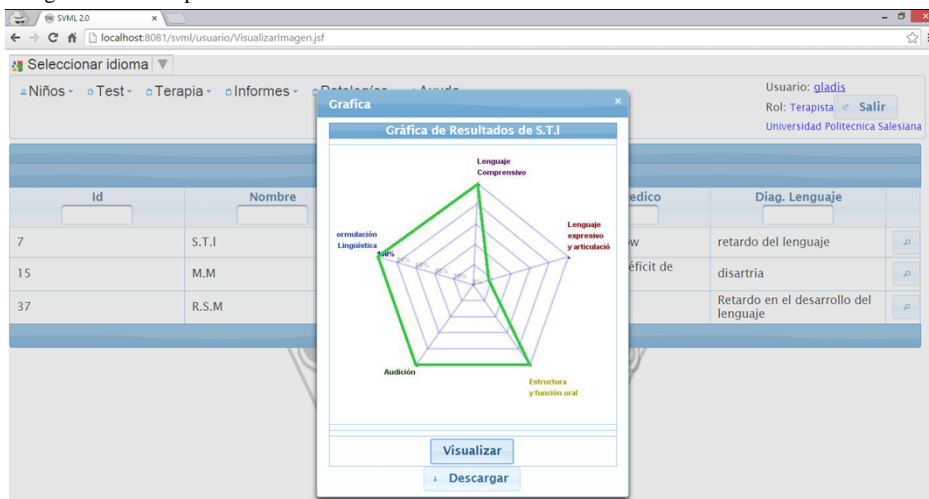 SVML 2.0
localhost:8081/svml/usuario/VisualizarImagen.jsf
Seleccionar idioma
Niños Test Terapia Informes
Usuario: gladis
Rol: Terapista Salir
Universidad Politecnica Salesiana
Grafica
Gráfica de Resultados de S.T.I
Id Nombre edico Diag. Lenguaje
7 S.T.I retardo del lenguaje
15 M.M éficit de disartria
37 R.S.M Retardo en el desarrollo del
lenguaje
Lenguaje
Comprensivo
Lenguaje
expresivo
y articulació
ormulación
Lingüística
100%
Audición
Estructura
y función oral
Visualizar
Descargar